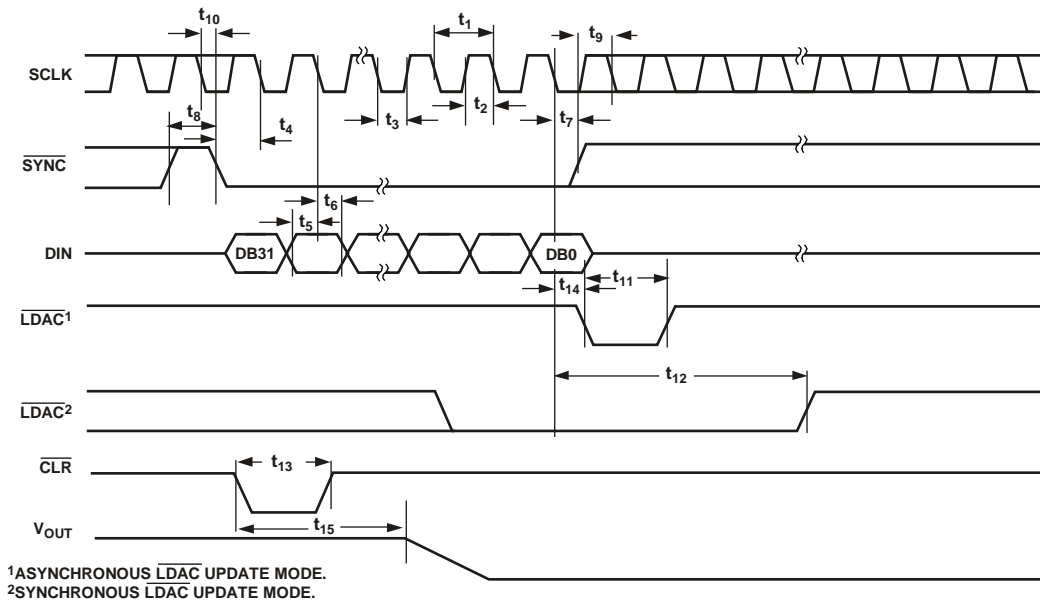 t10
t1
t9
SCLK
t8
t4
t3
t2
t7
SYNC
t6
t5
DIN
DB31
DB0
t14
t11
LDAC1
t12
LDAC2
CLR
t13
t15
VOUT
1ASYNCHRONOUS LDAC UPDATE MODE.
2SYNCHRONOUS LDAC UPDATE MODE.